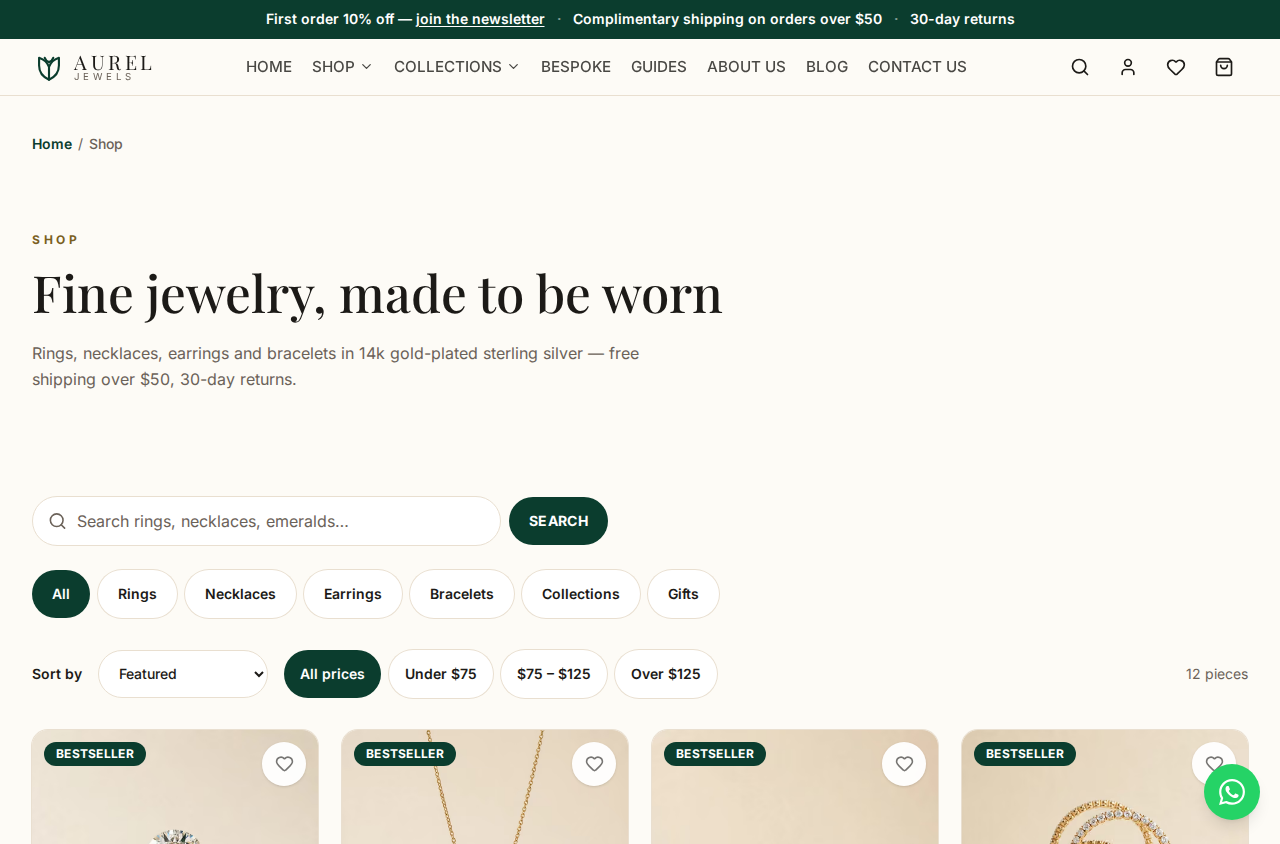 First order 10% off — join the newsletter · Complimentary shipping on orders over $50 · 30-day returns
AUREL
JEWELS
HOME SHOP COLLECTIONS BESPOKE GUIDES ABOUT US BLOG CONTACT US
Home / Shop
SHOP
Fine jewelry, made to be worn
Rings, necklaces, earrings and bracelets in 14k gold-plated sterling silver — free
shipping over $50, 30-day returns.
Search rings, necklaces, emeralds...
SEARCH
All Rings Necklaces Earrings Bracelets Collections Gifts
Sort by Featured All prices Under $75 $75 – $125 Over $125 12 pieces
BESTSELLER BESTSELLER BESTSELLER BESTSELLER